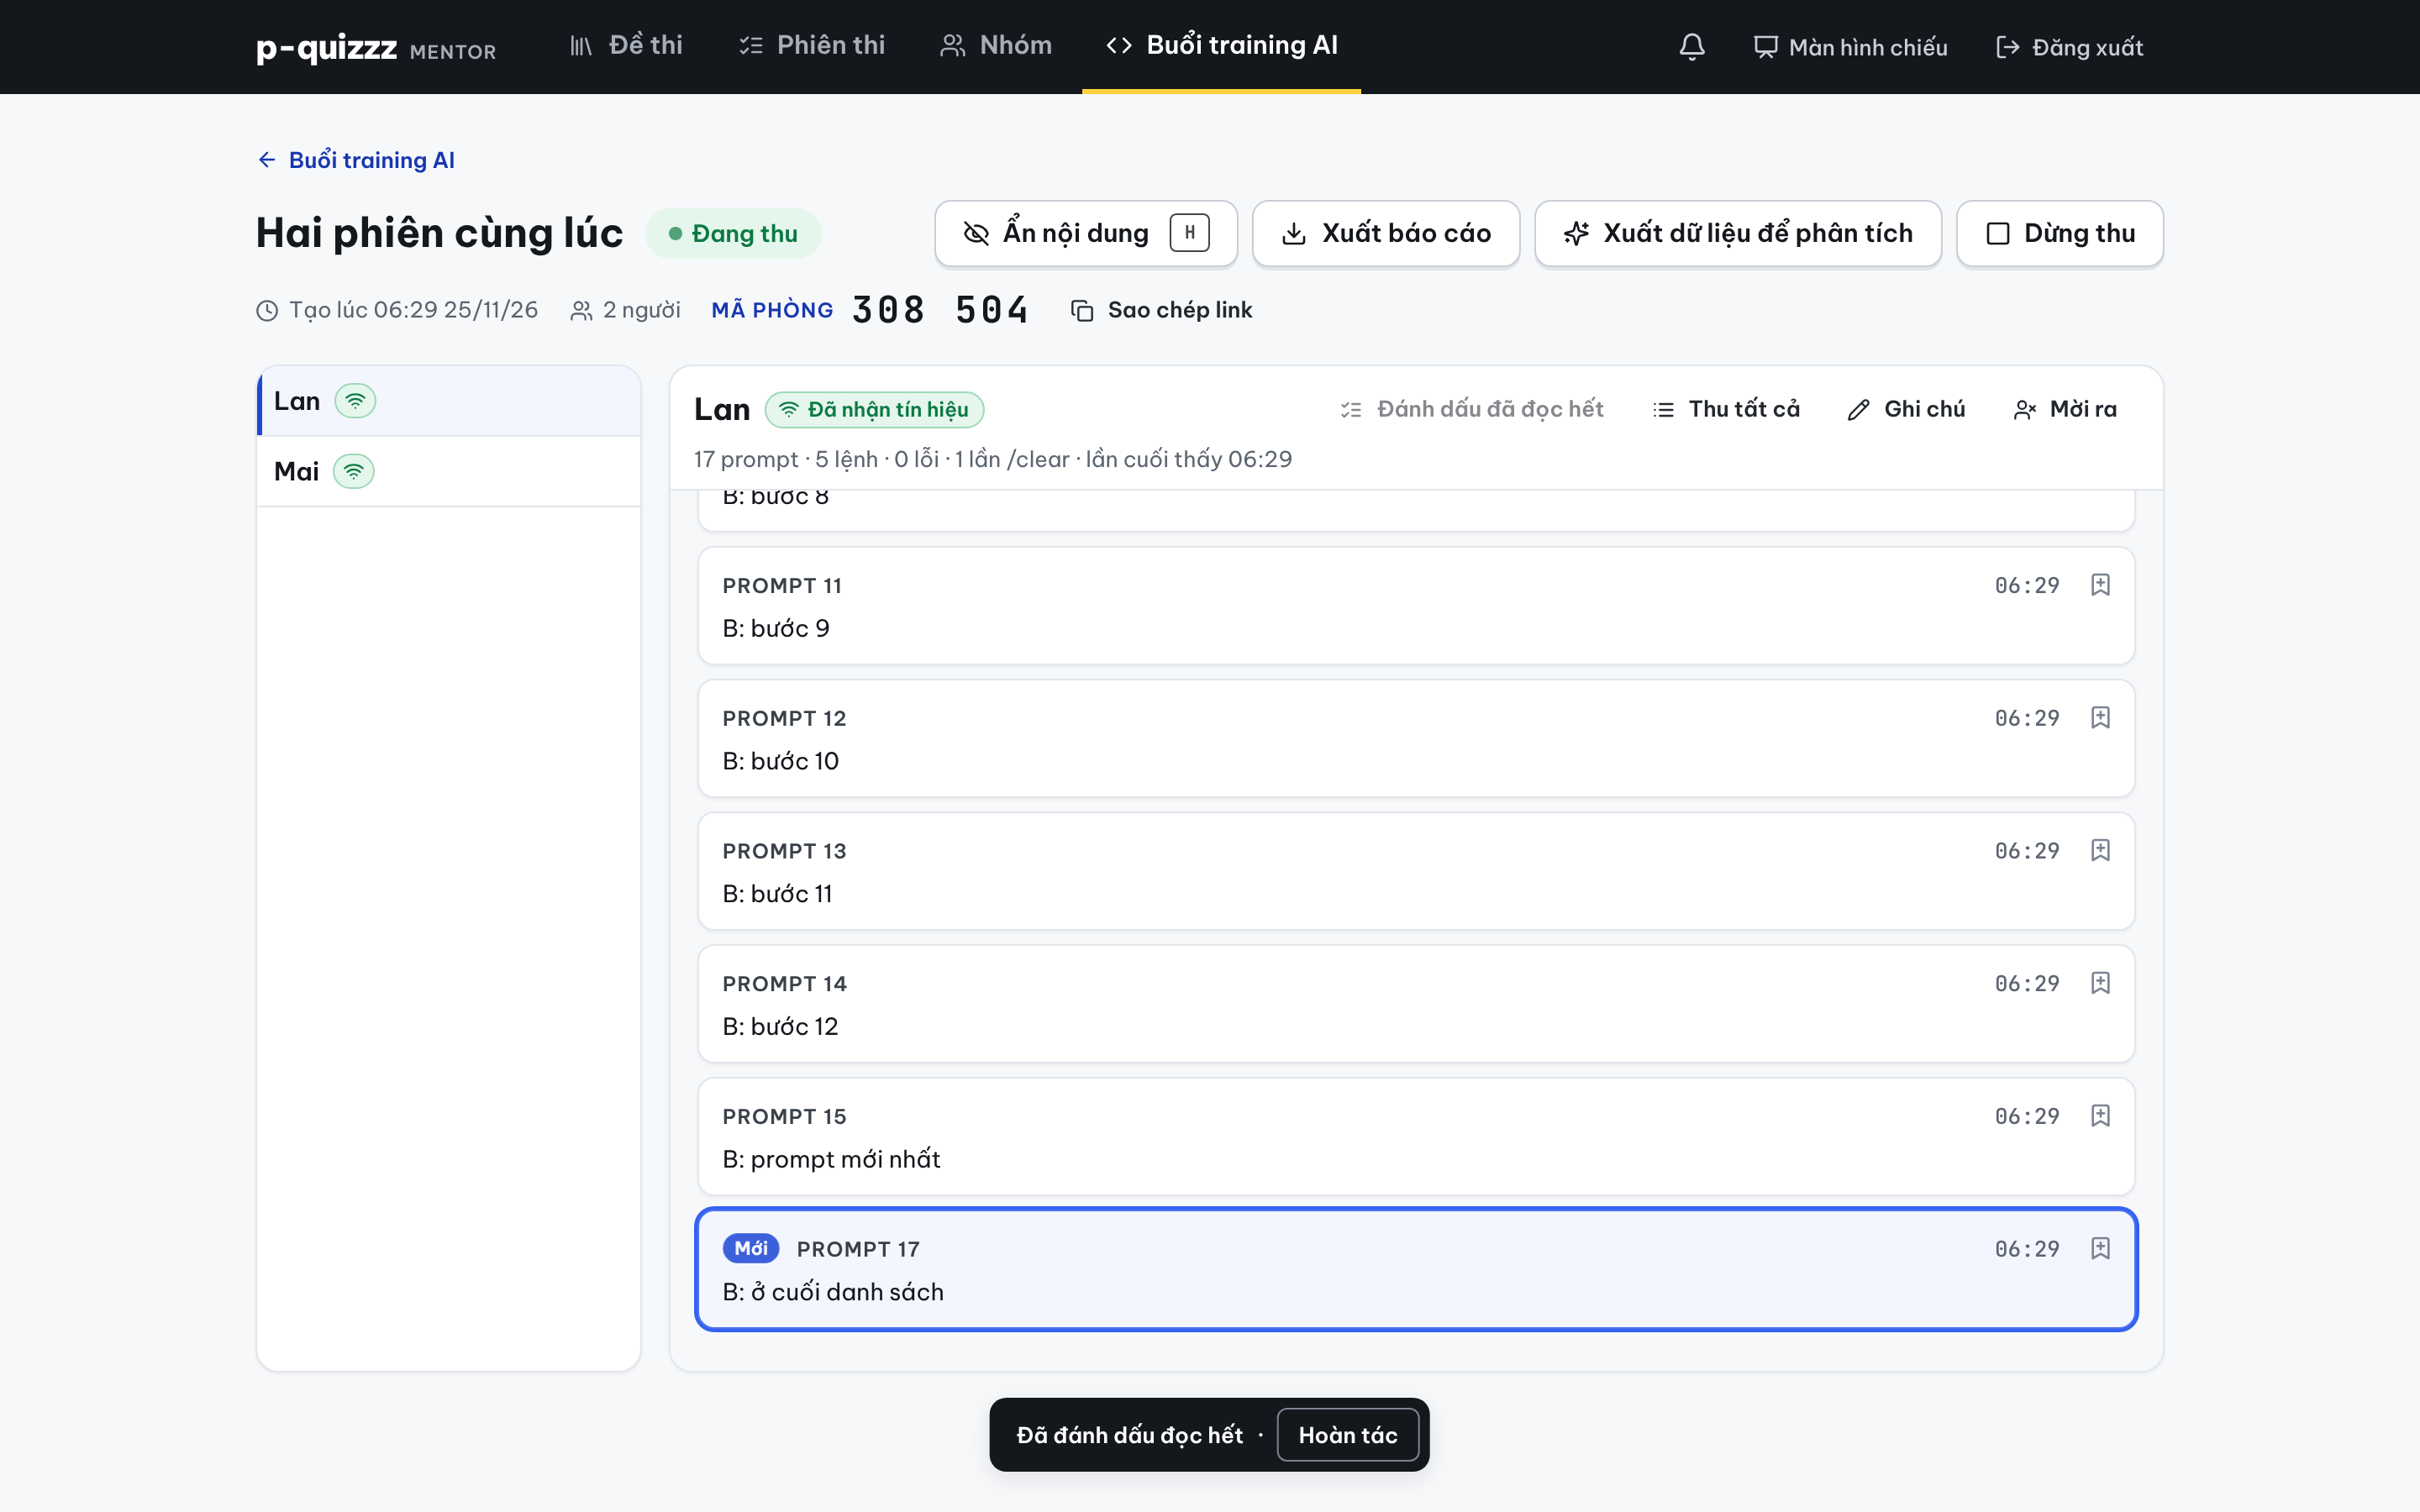 p-quizzz MENTOR
Đề thi
Phiên thi
Nhóm
Buổi training AI
Màn hình chiếu
Đăng xuất
Buổi training AI
Hai phiên cùng lúc
Đang thu
Ẩn nội dung H
Xuất báo cáo
Xuất dữ liệu để phân tích
Dừng thu
Tạo lúc 06:29 25/11/26
2 người
MÃ PHÒNG 308 504
Sao chép link
Lan
Mai
Lan
Đã nhận tín hiệu
Đánh dấu đã đọc hết
Thu tất cả
Ghi chú
Mời ra
17 prompt · 5 lệnh · 0 lỗi · 1 lần /clear · lần cuối thấy 06:29
B: bước 8
PROMPT 11 06:29
B: bước 9
PROMPT 12 06:29
B: bước 10
PROMPT 13 06:29
B: bước 11
PROMPT 14 06:29
B: bước 12
PROMPT 15 06:29
B: prompt mới nhất
Mới PROMPT 17 06:29
B: ở cuối danh sách
Đã đánh dấu đọc hết · Hoàn tác